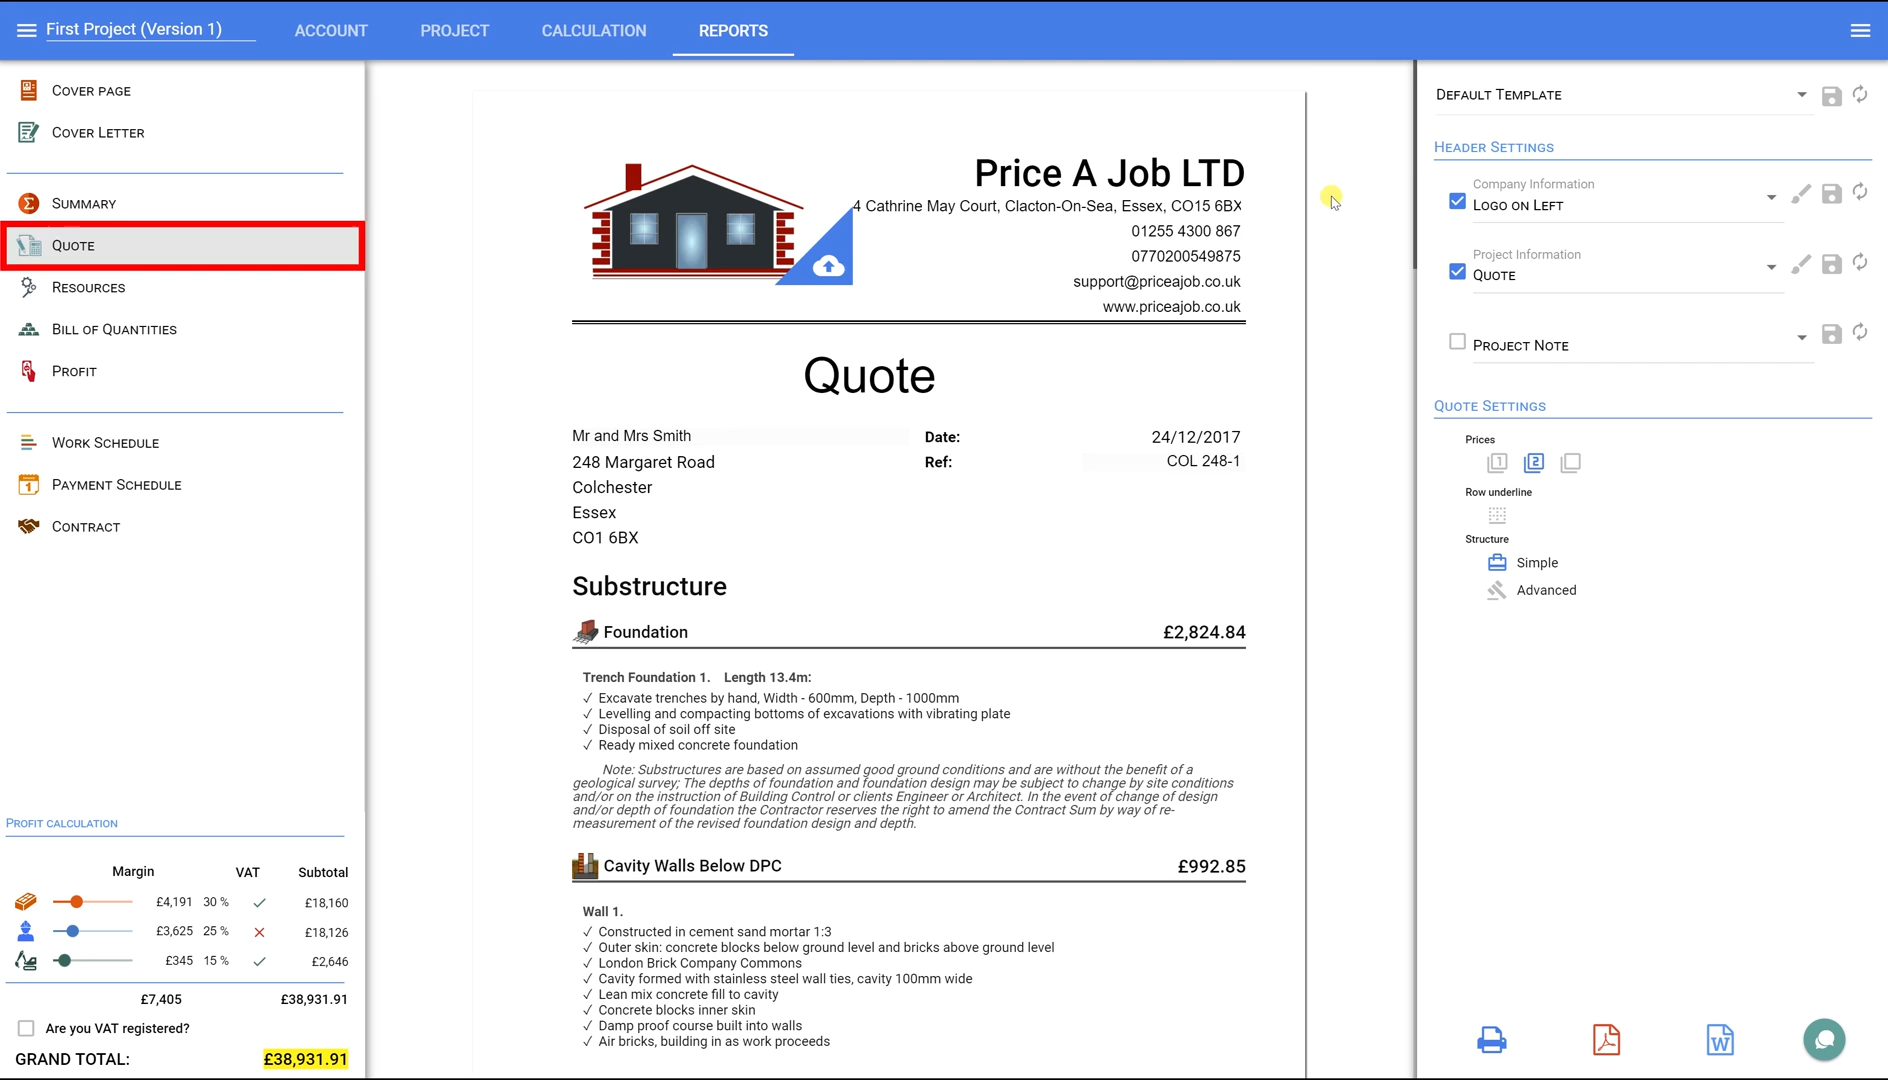 First Project (Version 1)
ACCOUNT
PROJECT
CALCULATION
REPORTS
COVER PAGE
COVER LETTER
SUMMARY
QUOTE
RESOURCES
BILL OF QUANTITIES
PROFIT
WORK SCHEDULE
PAYMENT SCHEDULE
1
CONTRACT
PROFIT CALCULATION
Margin VAT Subtotal
£4,191 30 % £18,160
£3,625 25 % £18,126
£345 15 % £2,646
£7,405 £38,931.91
Are you VAT registered?
GRAND TOTAL: £38,931.91
Price A Job LTD
4 Cathrine May Court, Clacton-On-Sea, Essex, CO15 6BX
01255 4300 867
0770200549875
support@priceajob.co.uk
www.priceajob.co.uk
Quote
Mr and Mrs Smith Date: 24/12/2017
248 Margaret Road Ref: COL 248-1
Colchester
Essex
CO1 6BX
Substructure
Foundation £2,824.84
Trench Foundation 1. Length 13.4m:
✓ Excavate trenches by hand, Width - 600mm, Depth - 1000mm
✓ Levelling and compacting bottoms of excavations with vibrating plate
✓ Disposal of soil off site
✓ Ready mixed concrete foundation
Note: Substructures are based on assumed good ground conditions and are without the benefit of a
geological survey; The depths of foundation and foundation design may be subject to change by site conditions
and/or on the instruction of Building Control or clients Engineer or Architect. In the event of change of design
and/or depth of foundation the Contractor reserves the right to amend the Contract Sum by way of re-
measurement of the revised foundation design and depth.
Cavity Walls Below DPC £992.85
Wall 1.
✓ Constructed in cement sand mortar 1:3
✓ Outer skin: concrete blocks below ground level and bricks above ground level
✓ London Brick Company Commons
✓ Cavity formed with stainless steel wall ties, cavity 100mm wide
✓ Lean mix concrete fill to cavity
✓ Concrete blocks inner skin
✓ Damp proof course built into walls
✓ Air bricks, building in as work proceeds
DEFAULT TEMPLATE
HEADER SETTINGS
Company Information
LOGO ON LEFT
Project Information
QUOTE
PROJECT NOTE
QUOTE SETTINGS
Prices
1 2
Row underline
Structure
Simple
Advanced
W